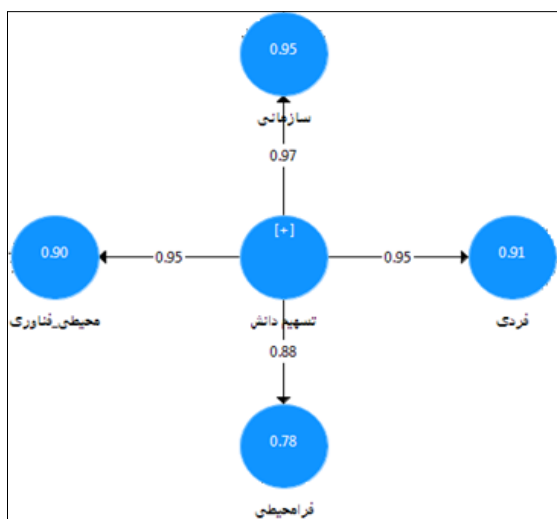 0.95
سازمانی
0.97
[+]
0.90
0.95
0.95
0.91
محیطی_فناوری
تسهیم دانش
فردی
0.88
0.78
فرامحیطی